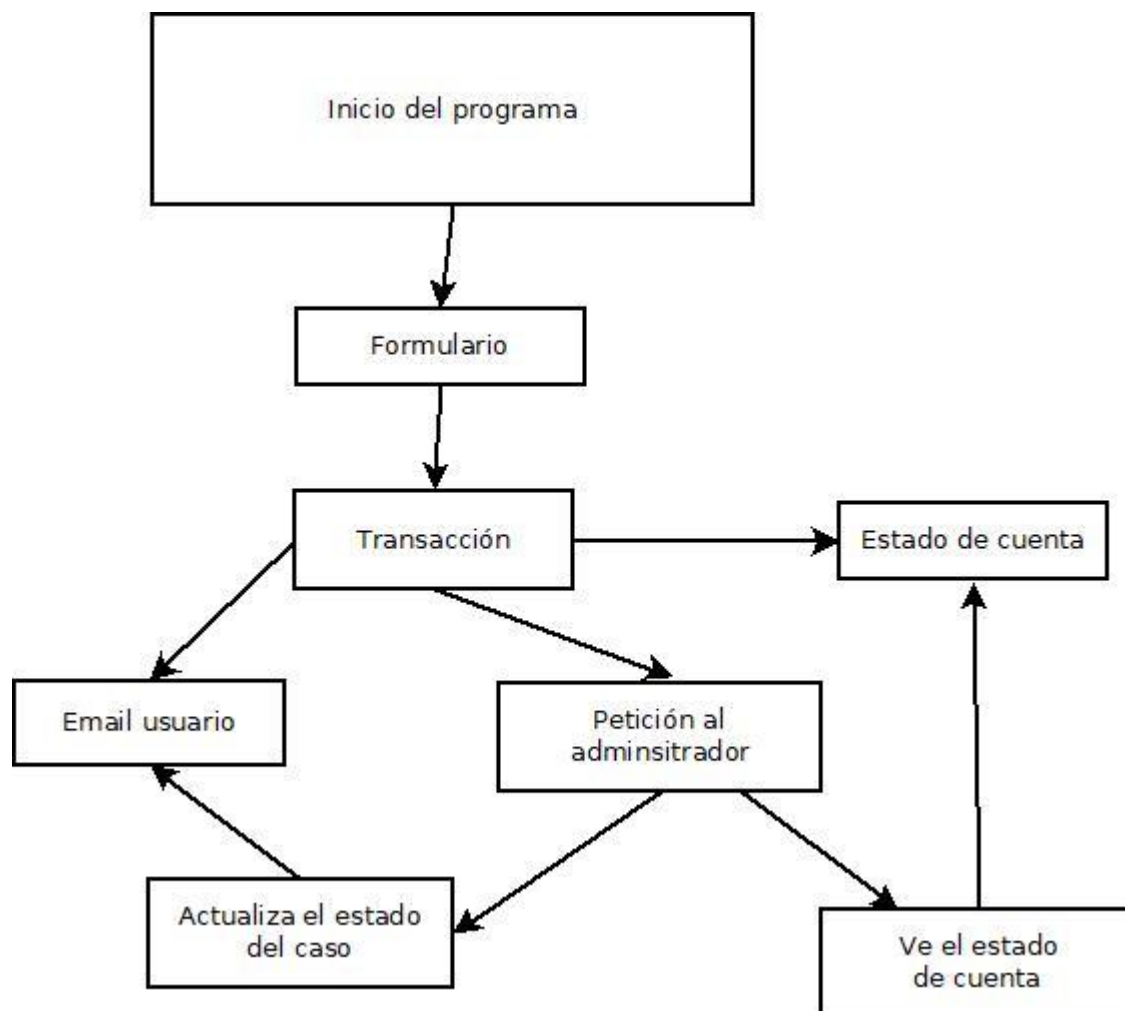 Inicio del programa
Formulario
Transacción
Estado de cuenta
Email usuario
Petición al
adminsitrador
Actualiza el estado
del caso
Ve el estado
de cuenta